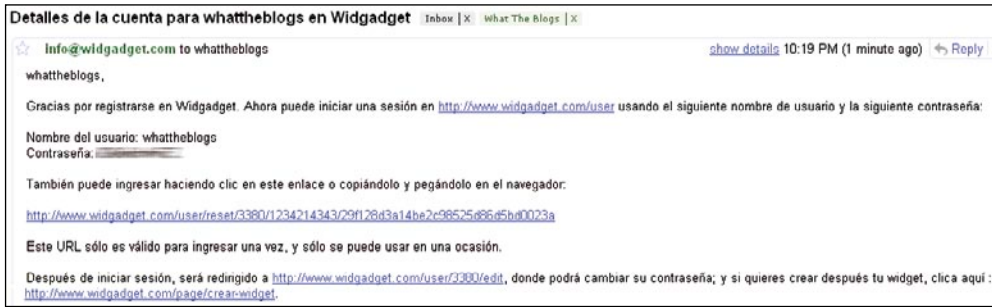 Detalles de la cuenta para whattheblogs en Widgadget Inbox | X What The Blogs | X
Info@widgadget.com to whattheblogs show details 10:19 PM (1 minute ago) Reply
whattheblogs,
Gracias por registrarse en Widgadget. Ahora puede iniciar una sesión en http://www.widgadget.com/user usando el siguiente nombre de usuario y la siguiente contraseña:
Nombre del usuario: whattheblogs
Contraseña:
También puede ingresar haciendo clic en este enlace o copiándolo y pegándolo en el navegador:
http://www.widgadget.com/user/reset/3380/1234214343/29f128d3a14be2c98525d86d5bd0023a
Este URL sólo es válido para ingresar una vez, y sólo se puede usar en una ocasión.
Después de iniciar sesión, será redirigido a http://www.widgadget.com/user/3380/edit, donde podrá cambiar su contraseña; y si quieres crear después tu widget, clica aquí :
http://www.widgadget.com/page/crear-widget.